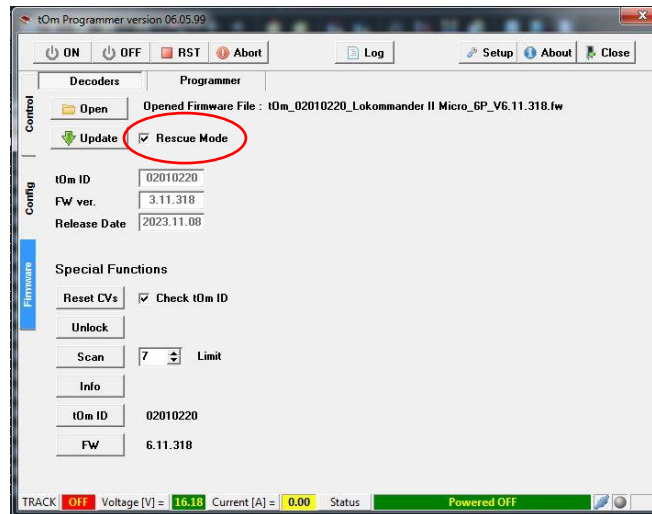 tOm Programmer version 06.05.99
ON OFF RST Abort Log Setup About Close
Decoders Programmer
Control
Config
Firmware
Open Opened Firmware File : tOm_02010220_Lokommander II Micro_6P_V6.11.318.fw
Update Rescue Mode
tOm ID 02010220
FW ver. 3.11.318
Release Date 2023.11.08
Special Functions
Reset CVs Check tOm ID
Unlock
Scan 7 Limit
Info
tOm ID 02010220
FW 6.11.318
TRACK OFF Voltage [V] = 16.18 Current [A] = 0.00 Status Powered OFF